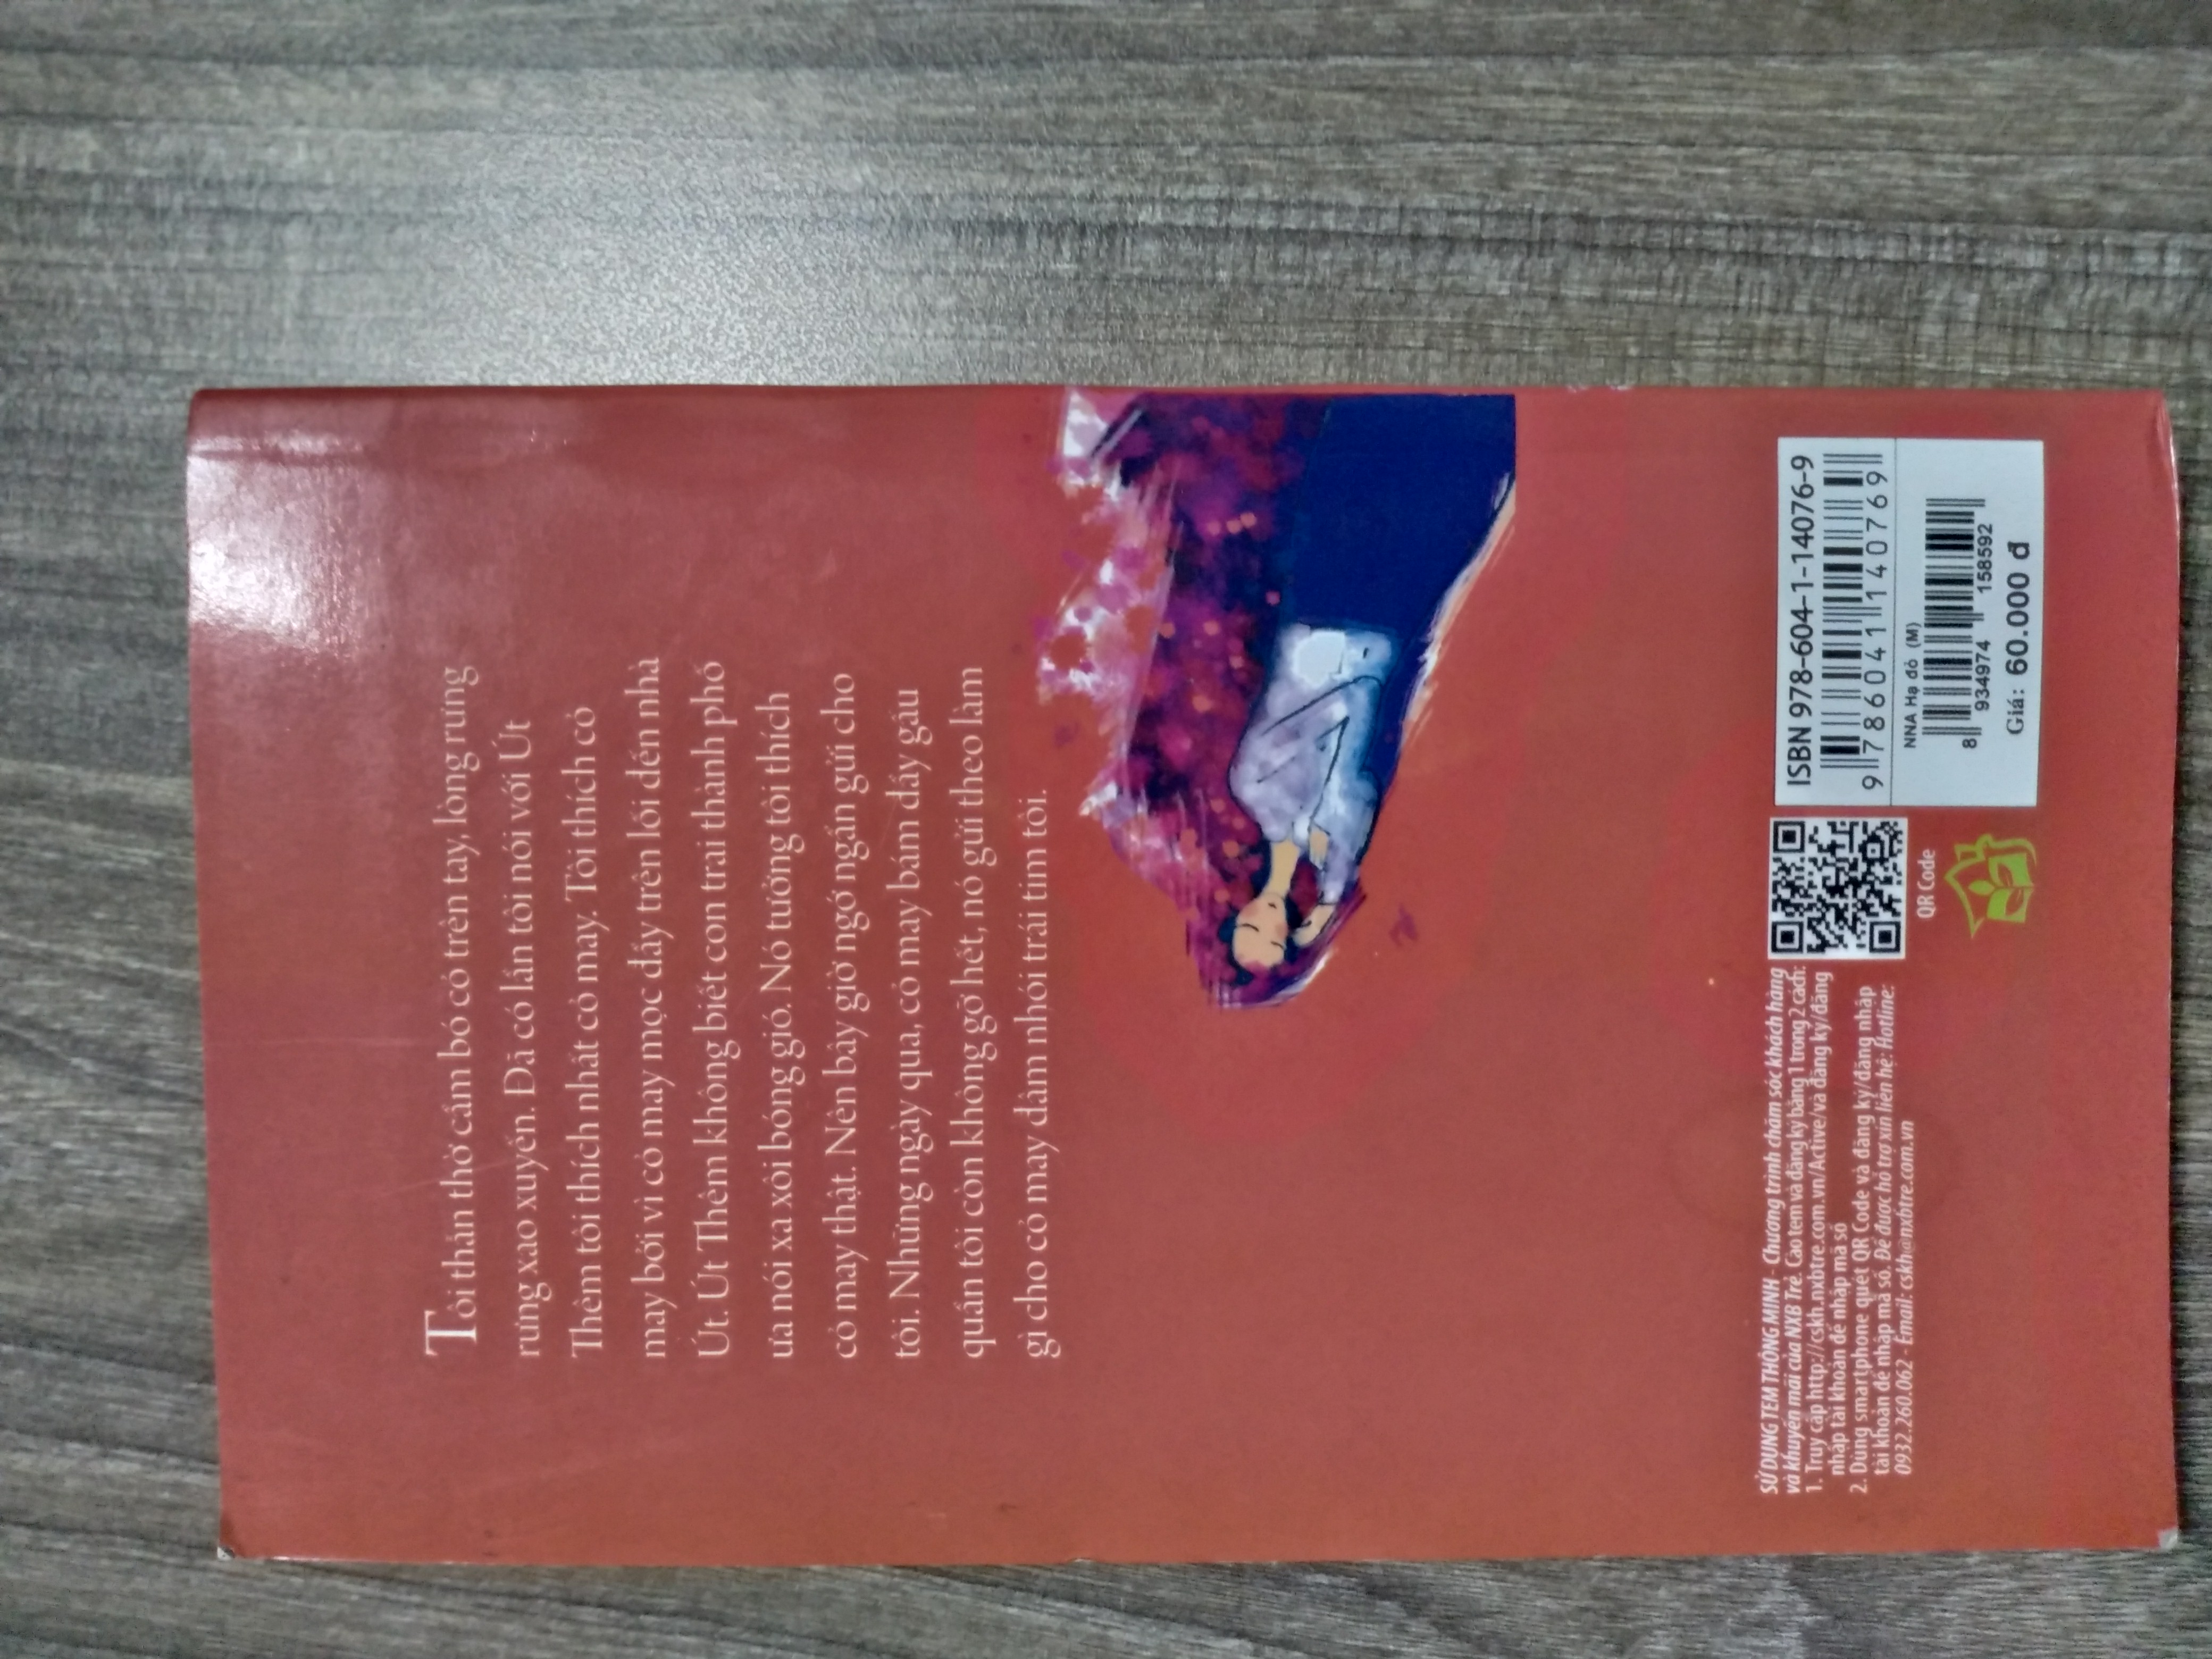 Tôi thẫn thờ cầm bó cỏ trên tay, lòng rưng
rưng xao xuyến. Đã có lần tôi nói với Út
Thêm tôi thích nhất cỏ may. Tôi thích cỏ
may bởi vì cỏ may mọc đầy trên lối đến nhà
Út. Út Thêm không biết con trai thành phố
ưa nói xa xôi bóng gió. Nó tưởng tôi thích
cỏ may thật. Nên bây giờ ngớ ngẩn gửi cho
tôi. Những ngày qua, cỏ may bám đầy gấu
quần tôi còn không gỡ hết, nó gửi theo làm
gì cho cỏ may đâm nhói trái tim tôi.
SỬ DỤNG TEM THÔNG MINH - Chương trình chăm sóc khách hàng
và khuyến mãi của NXB Trẻ. Cào tem và đăng ký bằng 1 trong 2 cách:
1. Truy cập http://cskh.nxbtre.com.vn/Active/và đăng ký/đăng
nhập tài khoản để nhập mã số
2. Dùng smartphone quét QR Code và đăng ký/đăng nhập
tài khoản để nhập mã số. Để được hỗ trợ xin liên hệ: Hotline:
0932.260.062 - Email: cskh@nxbtre.com.vn
QR Code
ISBN 978-604-1-14076-9
9 786041 140769
NNA Hạ đỏ (M)
8 934974 158592
Giá: 60.000 đ